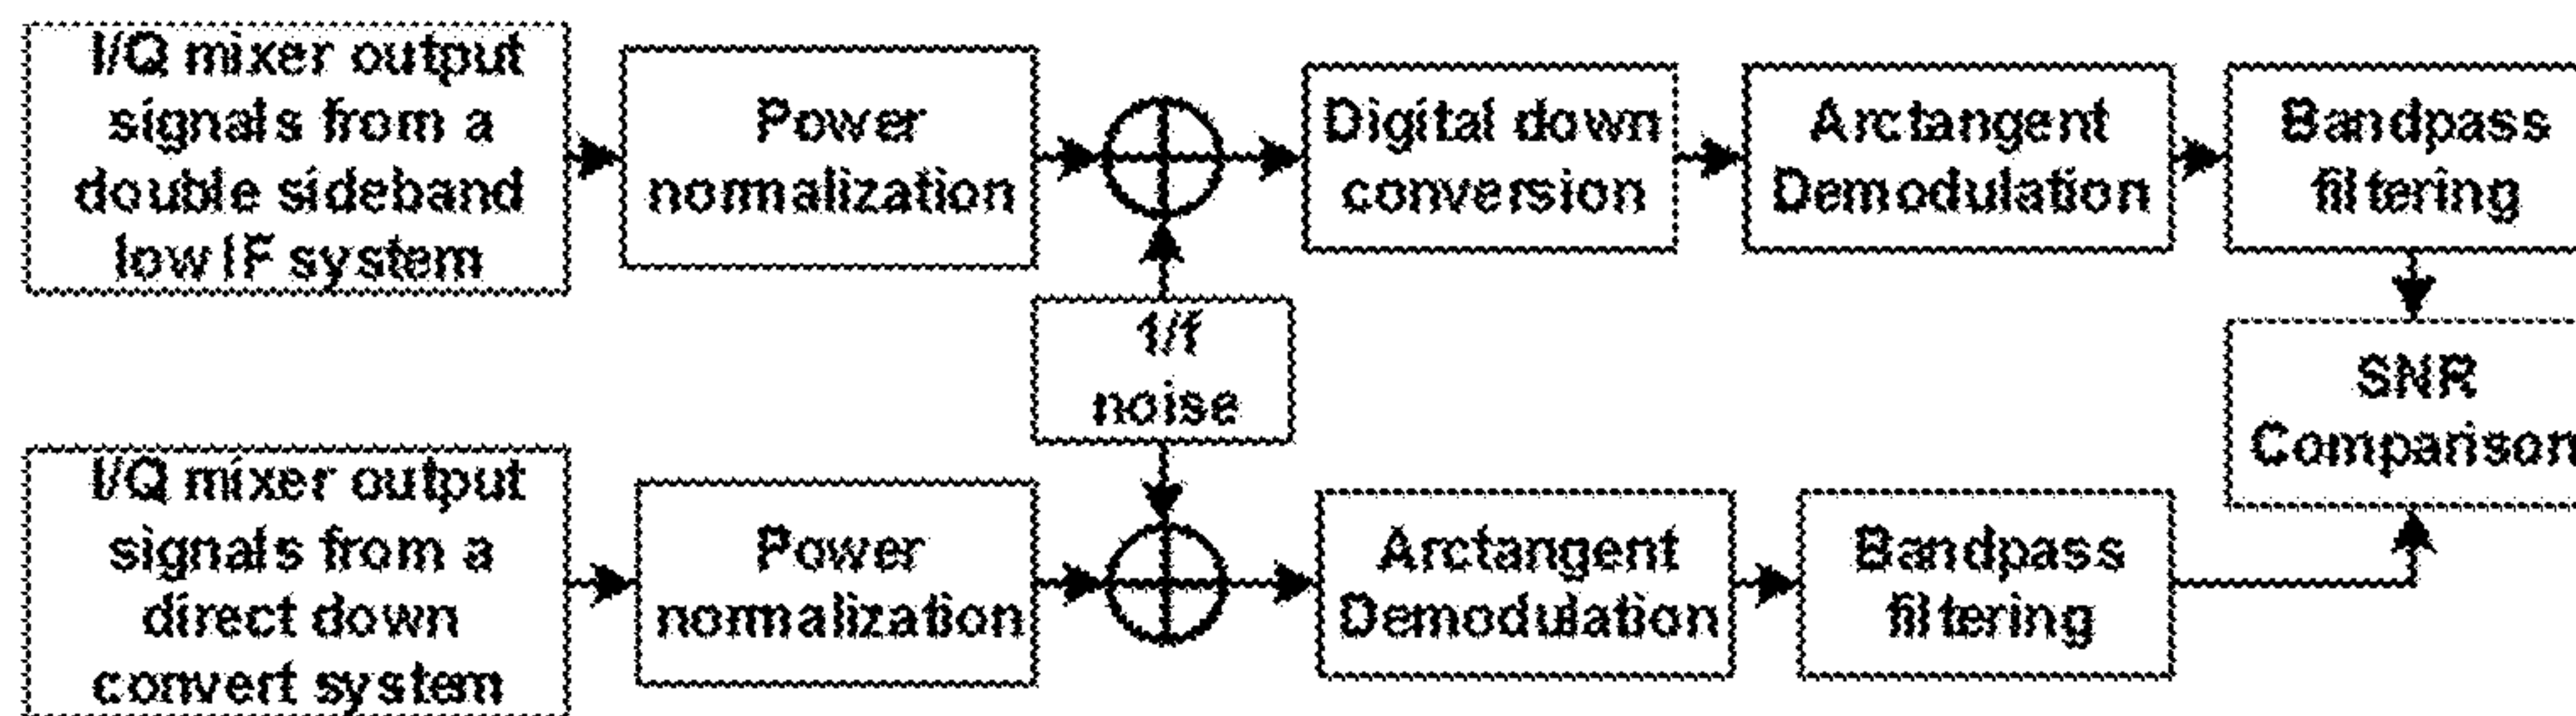 I/Q mixer output
signals from a
double sideband
low IF system
Power
normalization
Digital down
conversion
Arctangent
Demodulation
Bandpass
filtering
1/f
noise
SNR
Comparison
I/Q mixer output
signals from a
direct down
convert system
Power
normalization
Arctangent
Demodulation
Bandpass
filtering